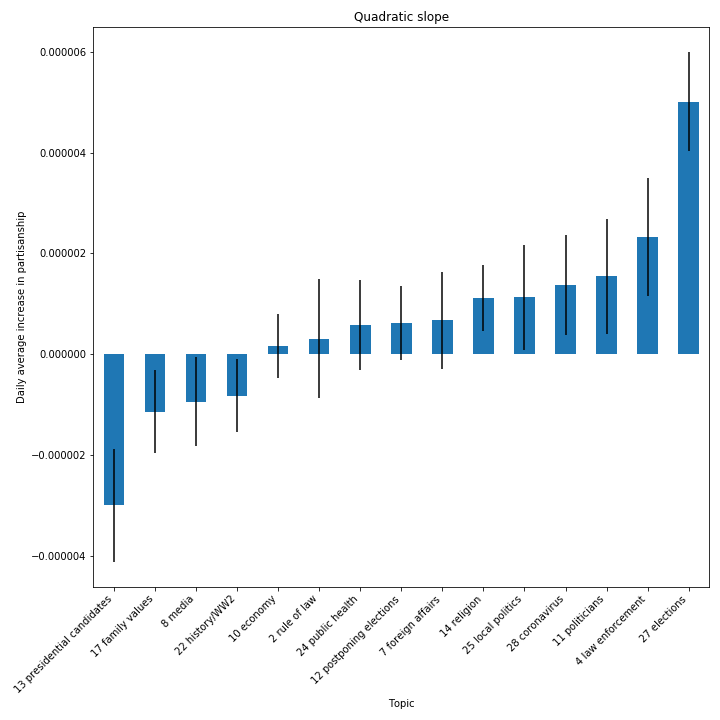 Quadratic slope
Daily average increase in partisanship
0.000006
0.000004
0.000002
0.000000
−0.000002
−0.000004
13 presidential candidates
17 family values
8 media
22 history/WW2
10 economy
2 rule of law
24 public health
12 postponing elections
7 foreign affairs
14 religion
25 local politics
28 coronavirus
11 politicians
4 law enforcement
27 elections
Topic